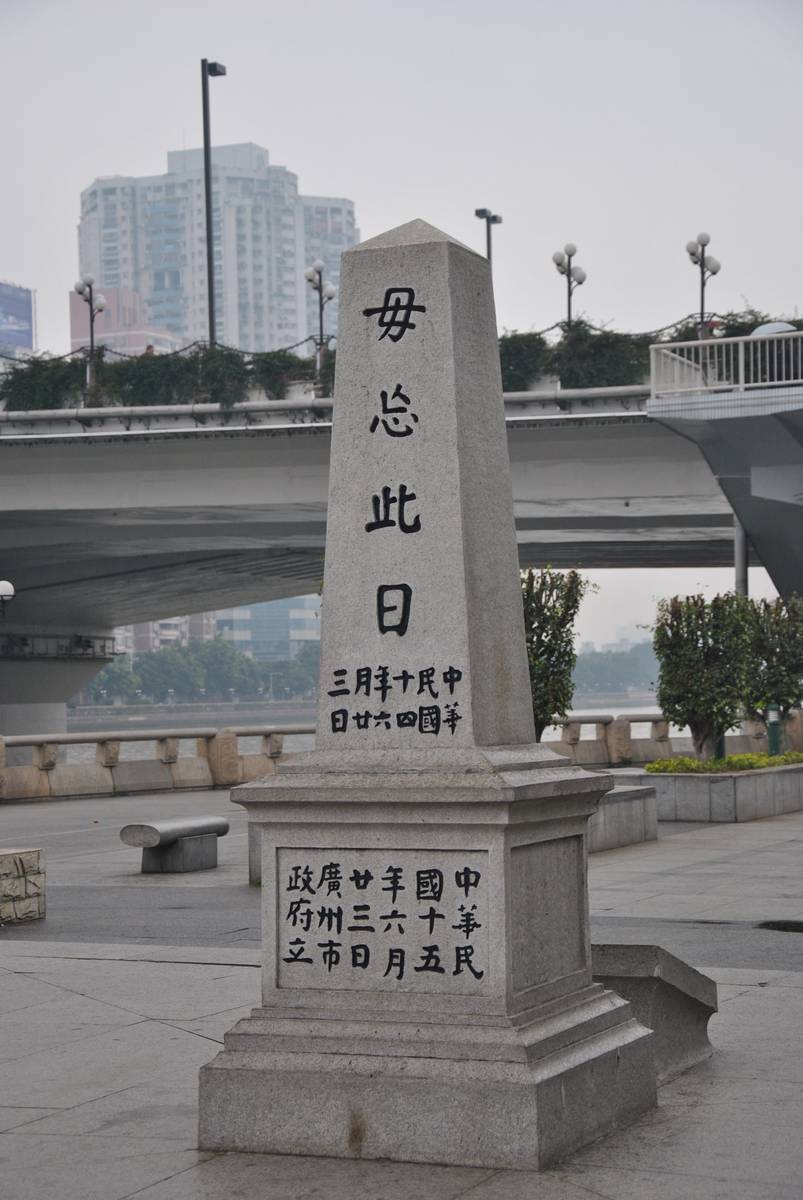 毋忘此日
中華
民國
十四
年六
月廿
三日
中華民
國十五
年六月
廿三日
廣州市
政府立